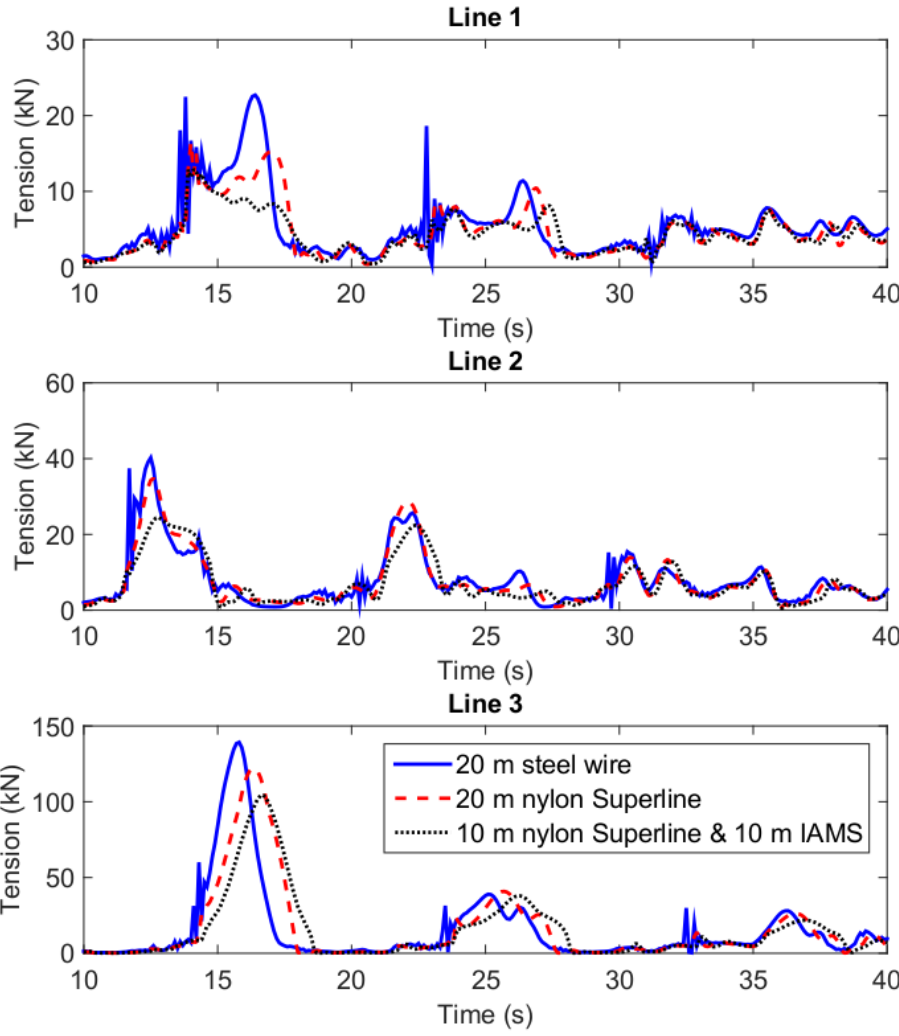 Line 1
30
20
10
0
Tension (kN)
10 15 20 25 30 35 40
Time (s)
Line 2
60
40
20
0
Tension (kN)
10 15 20 25 30 35 40
Time (s)
Line 3
150
100
50
0
Tension (kN)
20 m steel wire
20 m nylon Superline
10 m nylon Superline & 10 m IAMS
10 15 20 25 30 35 40
Time (s)